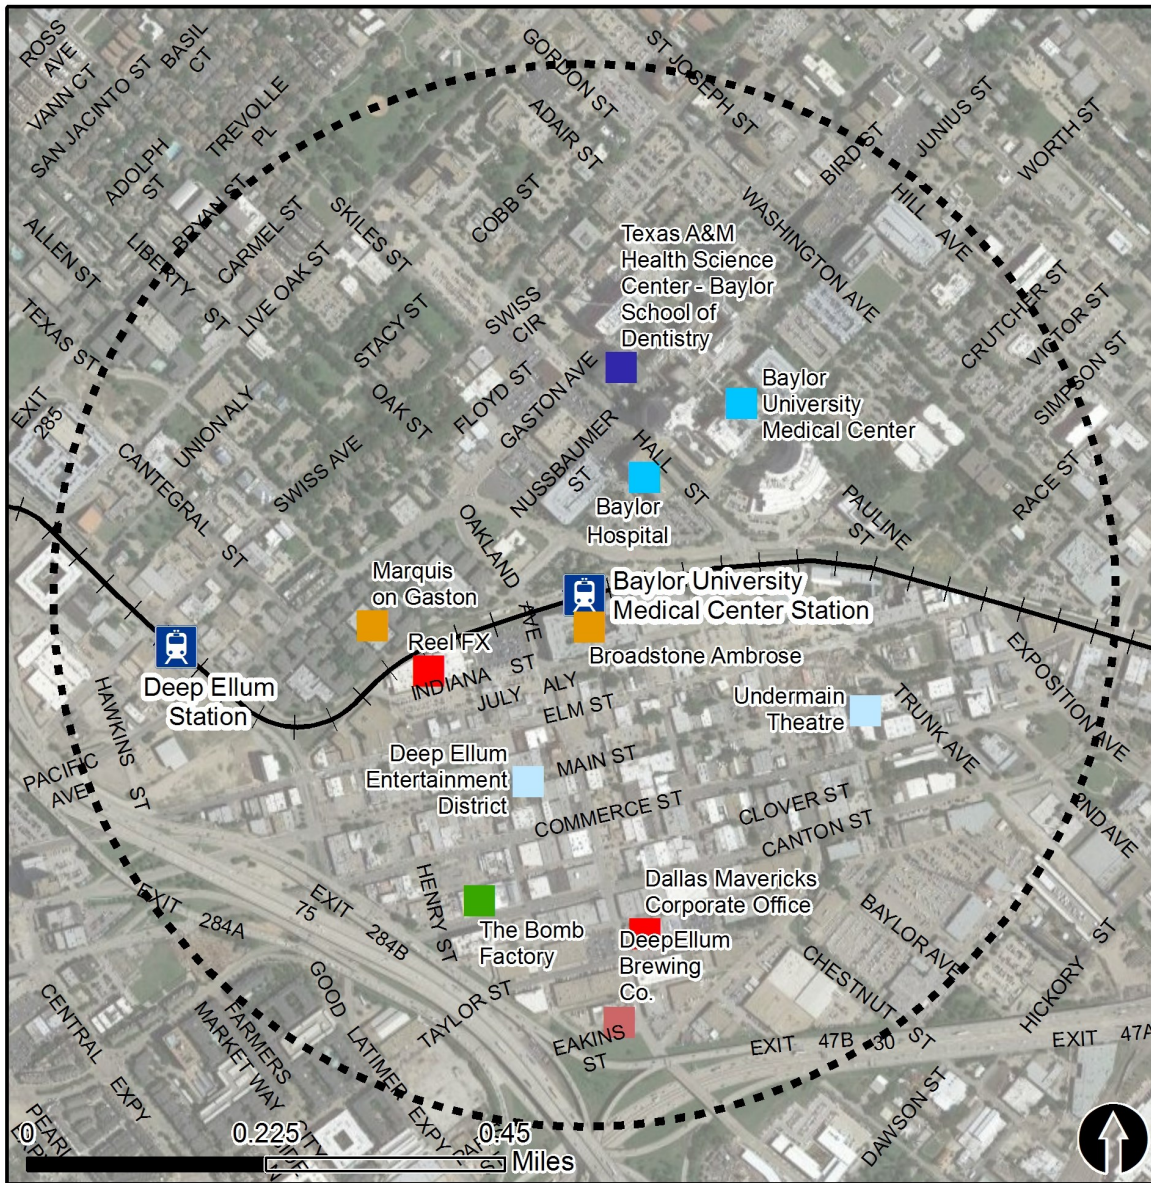 ROSS
AVE
VANN CT
SAN JACINTO ST
BASIL
CT
TREVOLLE
PL
ADOLPH
ST
BRYAN ST
ALLEN ST
LIBERTY
ST
CARMEL ST
SKILES ST
LIVE OAK ST
TEXAS ST
EXIT
285
GORDON ST
ST JOSEPH ST
ADAIR ST
COBB ST
BIRD ST
JUNIUS ST
WORTH ST
HILL AVE
WASHINGTON AVE
CRUTCHER ST
VICTOR ST
SIMPSON ST
RACE ST
Texas A&M
Health Science
Center - Baylor
School of
Dentistry
SWISS
CIR
STACY ST
OAK ST
FLOYD ST
GASTON AVE
NUSSBAUMER
ST
HALL ST
Baylor
University
Medical Center
UNION ALY
SWISS AVE
CANTEGRAL ST
Baylor
Hospital
PAULINE
ST
OAKLAND AVE
Marquis
on Gaston
Baylor University
Medical Center Station
Reel FX
Broadstone Ambrose
INDIANA ST
JULY ALY
ELM ST
Deep Ellum
Station
HAWKINS ST
PACIFIC
AVE
Undermain
Theatre
TRUNK AVE
EXPOSITION AVE
2ND AVE
Deep Ellum
Entertainment
District
MAIN ST
COMMERCE ST
CLOVER ST
CANTON ST
HENRY ST
The Bomb
Factory
Dallas Mavericks
Corporate Office
DeepEllum
Brewing
Co.
BAYLOR AVE
CHESTNUT ST
HICKORY ST
EXIT 284A
75
EXIT 284B
TAYLOR ST
EAKINS
ST
EXIT 47B
30
EXIT 47A
GOOD LATIMER EXPY
FARMERS
MARKET WAY
CENTRAL EXPY
PEARL
DAWSON ST
0 0.225 0.45
Miles